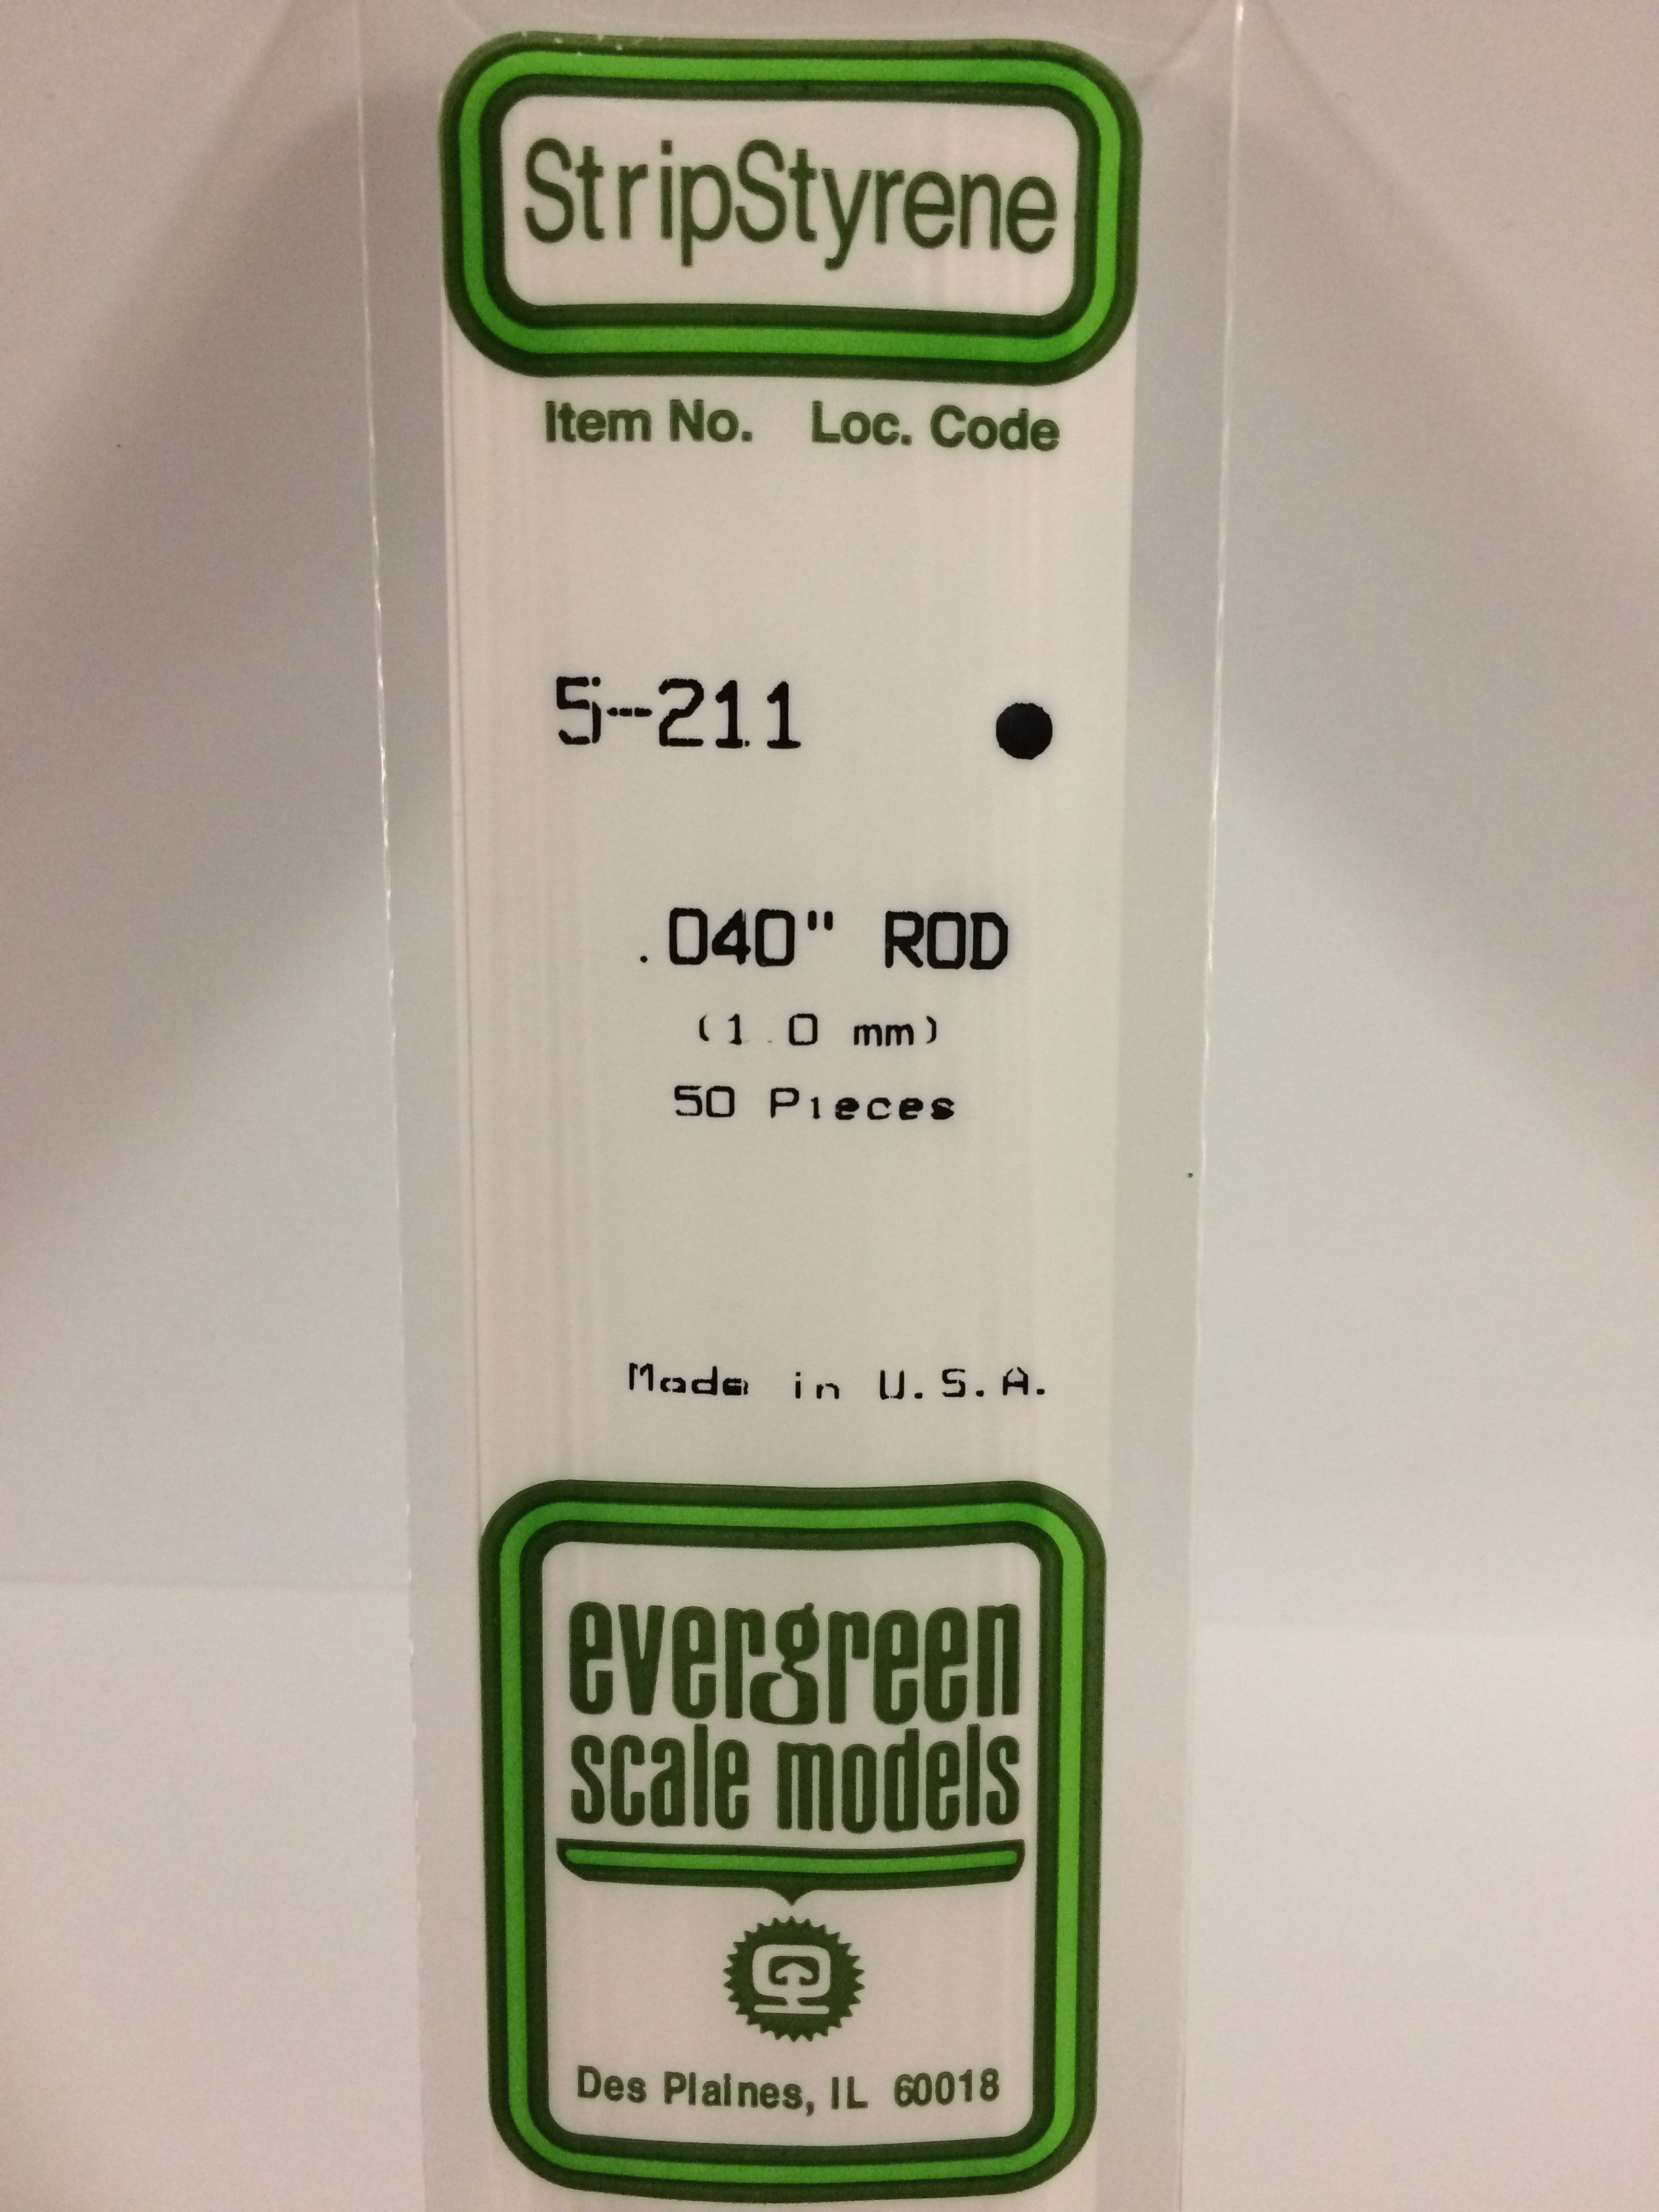 StripStyrene
Item No. Loc. Code
5-211
.040" ROD
(1.0 mm)
50 Pieces
Made in U.S.A.
evergreen
scale models
Des Plaines, IL 60018